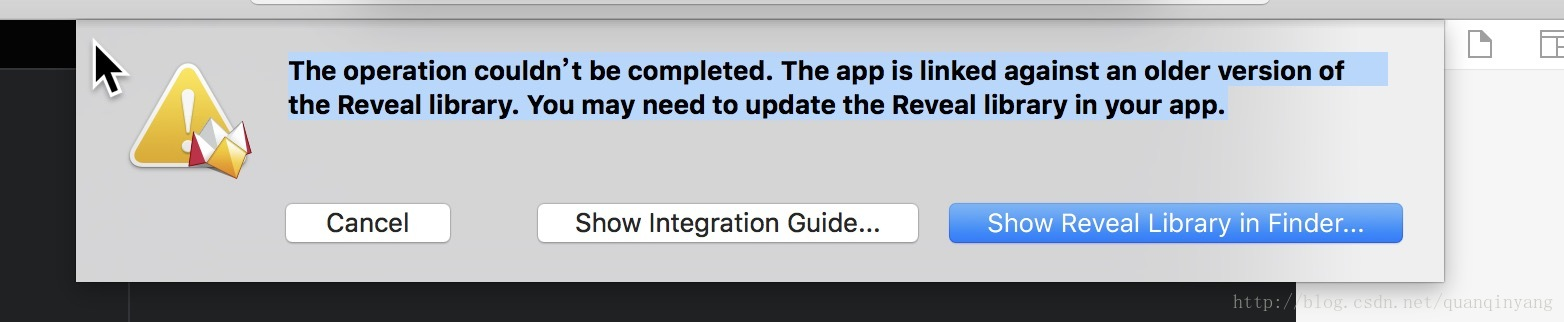 The operation couldn’t be completed. The app is linked against an older version of
the Reveal library. You may need to update the Reveal library in your app.
Cancel
Show Integration Guide...
Show Reveal Library in Finder...
http://blog.csdn.net/quanqinyang